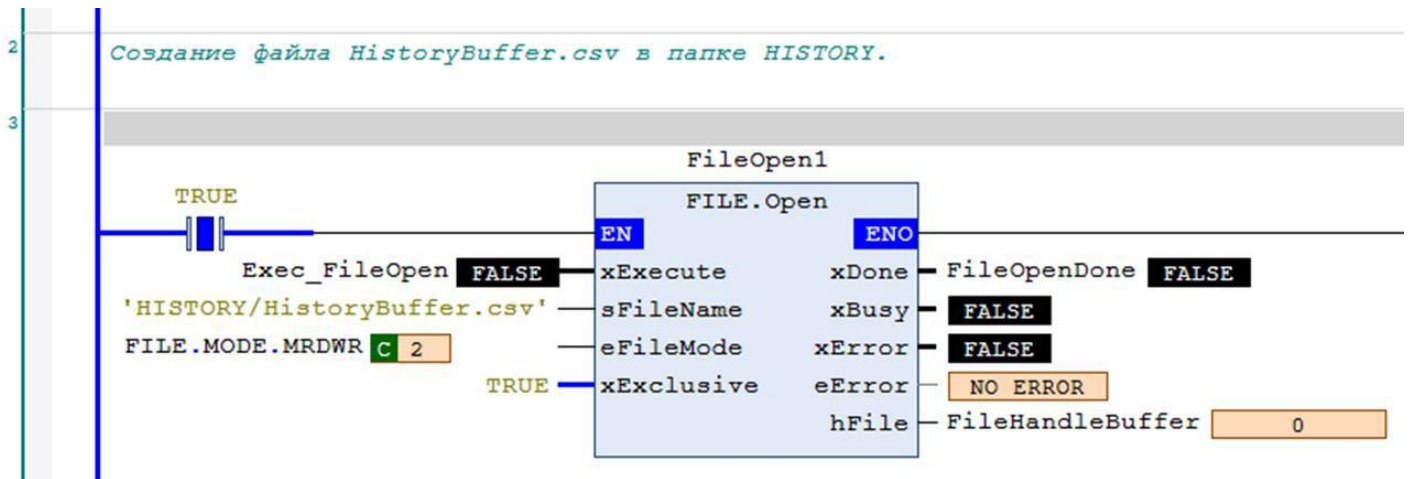 2
Создание файла HistoryBuffer.csv в папке HISTORY.
3
FileOpen1
TRUE
FILE.Open
EN ENO
Exec_FileOpen FALSE xExecute xDone FileOpenDone FALSE
'HISTORY/HistoryBuffer.csv' sFileName xBusy FALSE
FILE.MODE.MRDWR C 2 eFileMode xError FALSE
TRUE xExclusive eError NO ERROR
hFile FileHandleBuffer 0